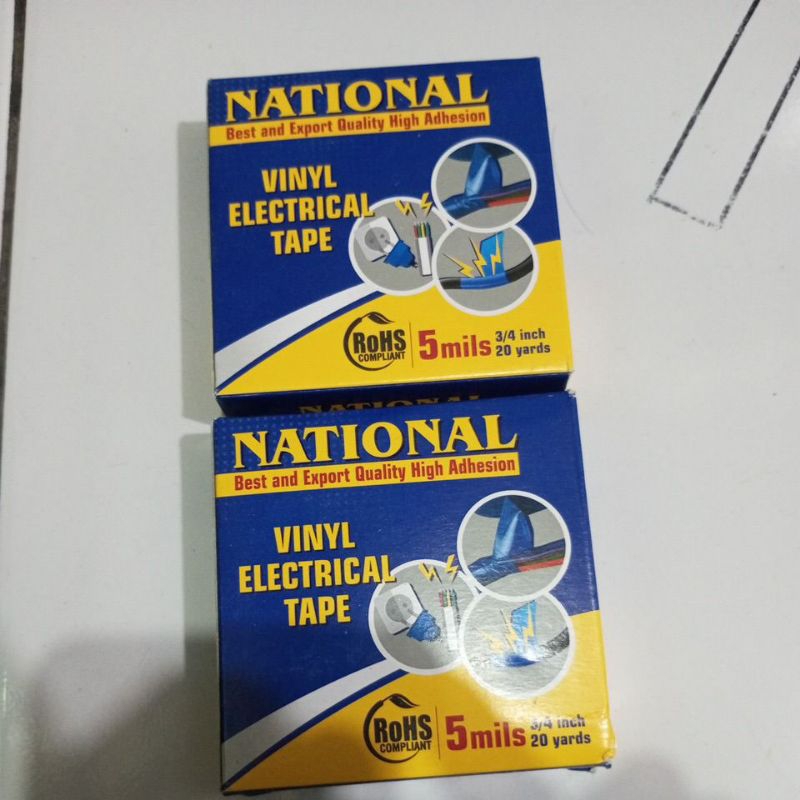 NATIONAL
Best and Export Quality High Adhesion
VINYL
ELECTRICAL
TAPE
RoHS
COMPLIANT
5mils
3/4 inch
20 yards
NATIONAL
NATIONAL
Best and Export Quality High Adhesion
VINYL
ELECTRICAL
TAPE
RoHS
COMPLIANT
5mils
3/4 inch
20 yards